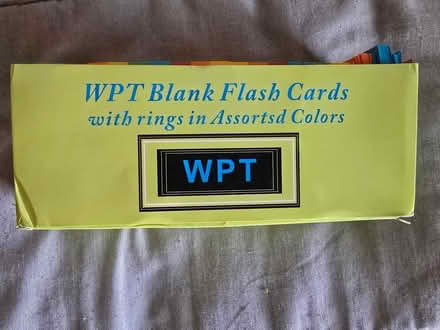 WPT Blank Flash Cards
with rings in Assortsd Colors
WPT